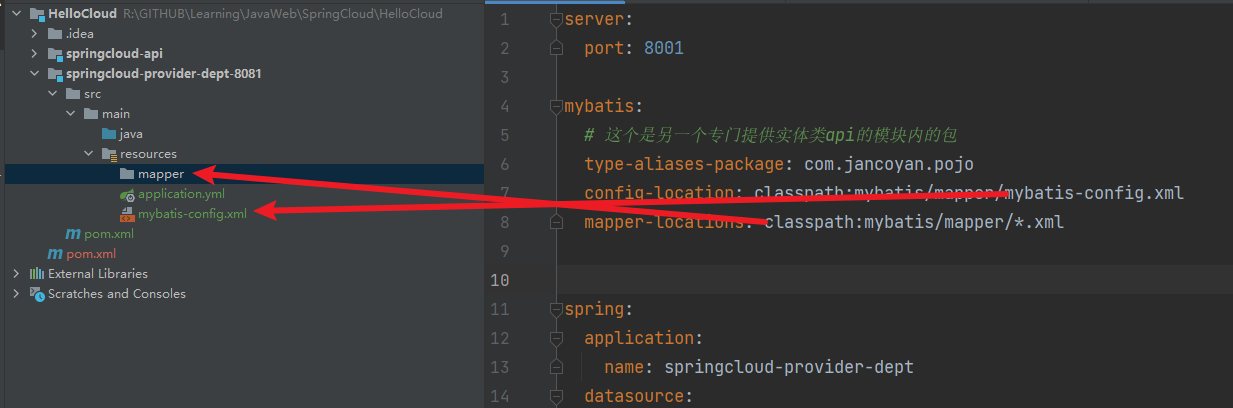 HelloCloud R:\GITHUB\Learning\JavaWeb\SpringCloud\HelloCloud
.idea
springcloud-api
springcloud-provider-dept-8081
src
main
java
resources
mapper
application.yml
mybatis-config.xml
pom.xml
pom.xml
External Libraries
Scratches and Consoles
1 server:
2 port: 8001
3
4 mybatis:
5 # 这个是另一个专门提供实体类api的模块内的包
6 type-aliases-package: com.jancoyan.pojo
7 config-location: classpath:mybatis/mapper/mybatis-config.xml
8 mapper-locations: classpath:mybatis/mapper/*.xml
9
10
11 spring:
12 application:
13 name: springcloud-provider-dept
14 datasource: